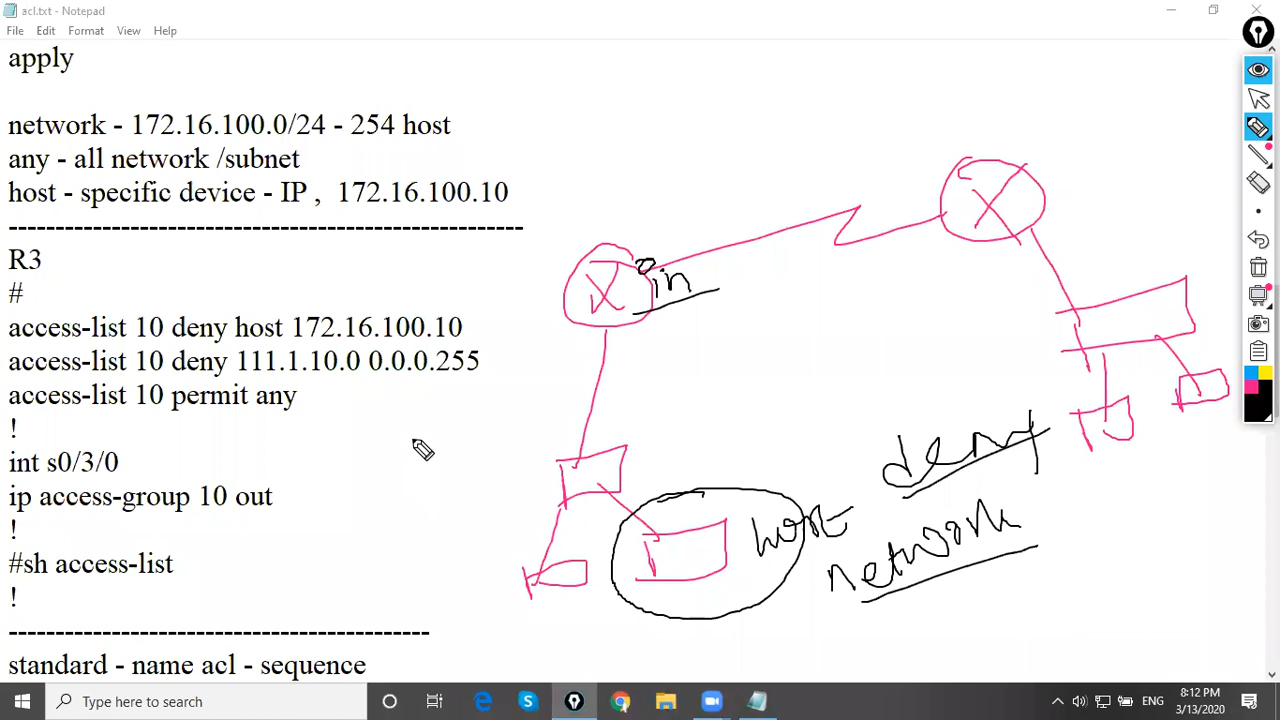 acl.txt - Notepad
File Edit Format View Help
apply
network - 172.16.100.0/24 - 254 host
any - all network /subnet
host - specific device - IP , 172.16.100.10
-------------------------------------------------------
R3
#
access-list 10 deny host 172.16.100.10
access-list 10 deny 111.1.10.0 0.0.0.255
access-list 10 permit any
!
int s0/3/0
ip access-group 10 out
!
#sh access-list
!
---------------------------------------------
standard - name acl - sequence
in
deny
host
network
Type here to search
ENG
8:12 PM
3/13/2020